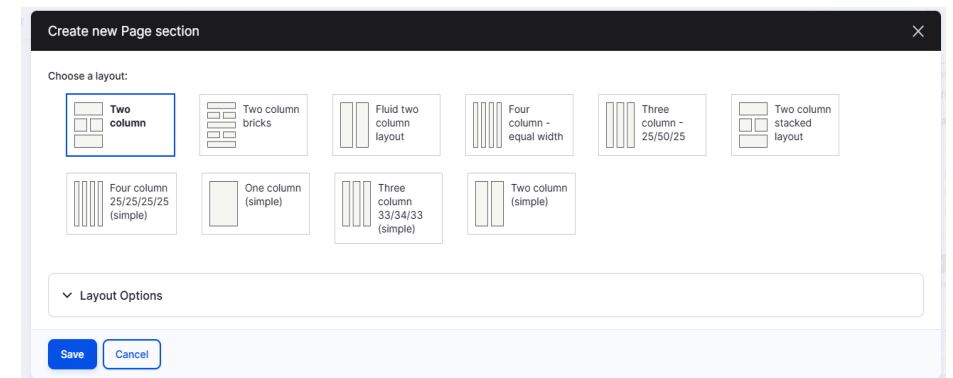 Create new Page section
Choose a layout:
Two
column
Two column
bricks
Fluid two
column
layout
Four
column -
equal width
Three
column -
25/50/25
Two column
stacked
layout
Four column
25/25/25/25
(simple)
One column
(simple)
Three
column
33/34/33
(simple)
Two column
(simple)
Layout Options
Save
Cancel